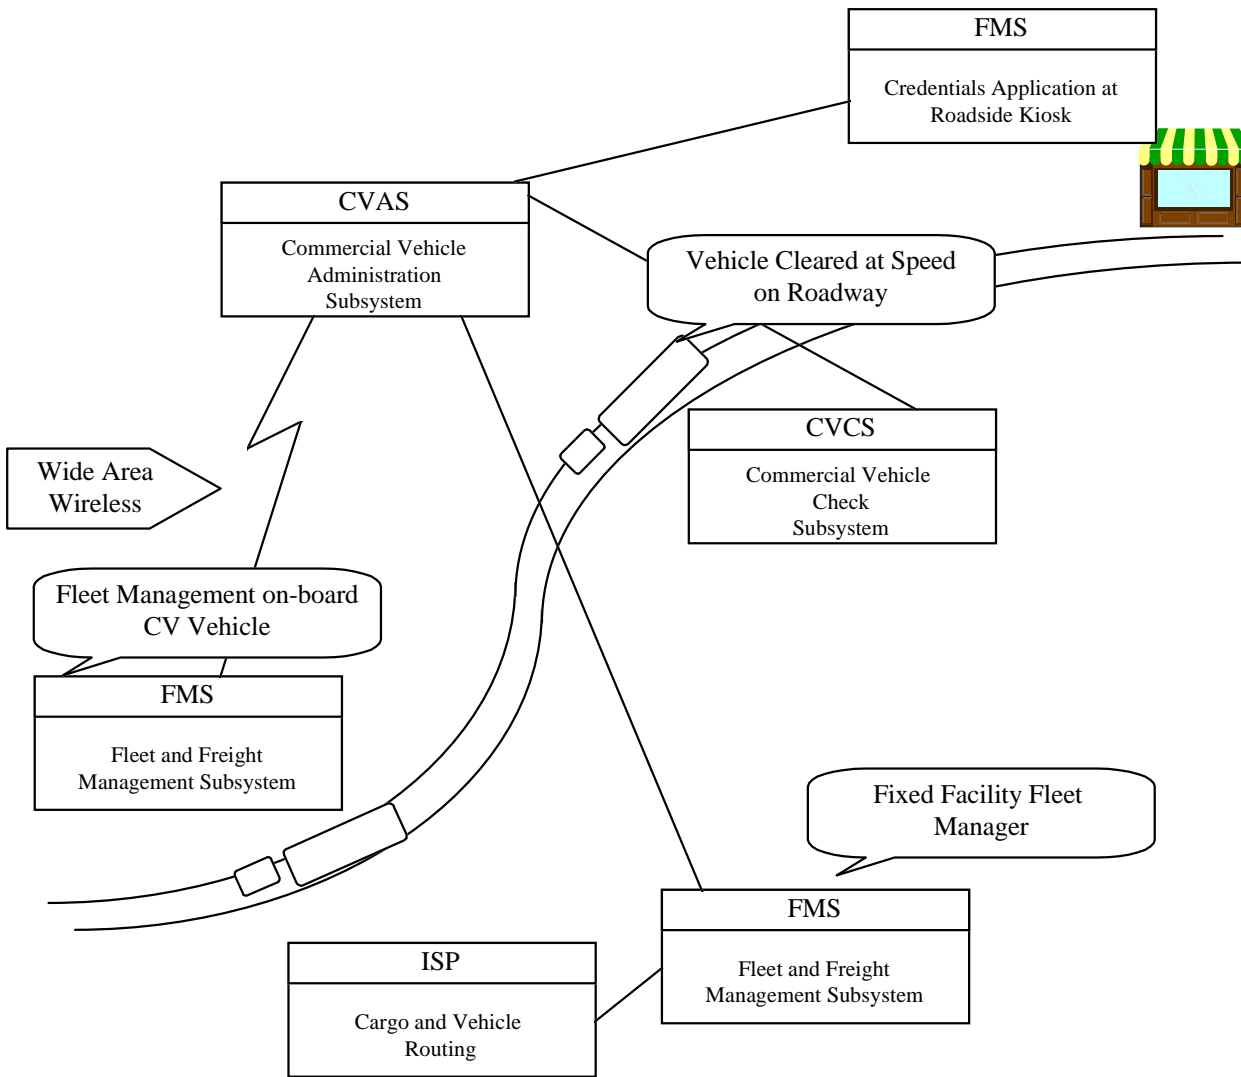 FMS
Credentials Application at
Roadside Kiosk
CVAS
Commercial Vehicle
Administration
Subsystem
Vehicle Cleared at Speed
on Roadway
CVCS
Commercial Vehicle
Check
Subsystem
Wide Area
Wireless
Fleet Management on-board
CV Vehicle
FMS
Fleet and Freight
Management Subsystem
Fixed Facility Fleet
Manager
FMS
Fleet and Freight
Management Subsystem
ISP
Cargo and Vehicle
Routing